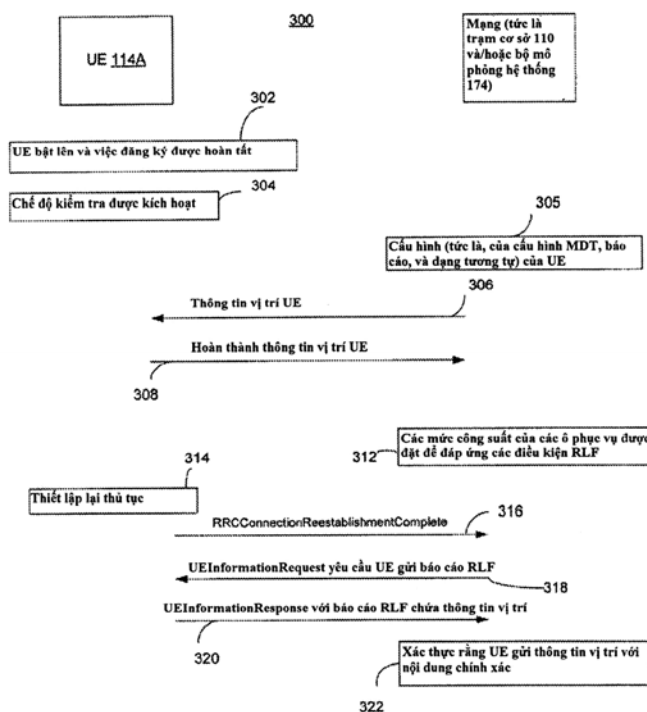 300
UE 114A
Mạng (tức là
trạm cơ sở 110
và/hoặc bộ mô
phỏng hệ thống
174)
302
UE bật lên và việc đăng ký được hoàn tất
304
Chế độ kiểm tra được kích hoạt
305
Cấu hình (tức là, của cấu hình MDT, báo
cáo, và dạng tương tự) của UE
306
Thông tin vị trí UE
Hoàn thành thông tin vị trí UE
308
312
Các mức công suất của các ô phục vụ được
đặt để đáp ứng các điều kiện RLF
314
Thiết lập lại thủ tục
RRCConnectionReestablishmentComplete
316
UEInformationRequest yêu cầu UE gửi báo cáo RLF
318
UEInformationResponse với báo cáo RLF chứa thông tin vị trí
320
Xác thực rằng UE gửi thông tin vị trí với
nội dung chính xác
322